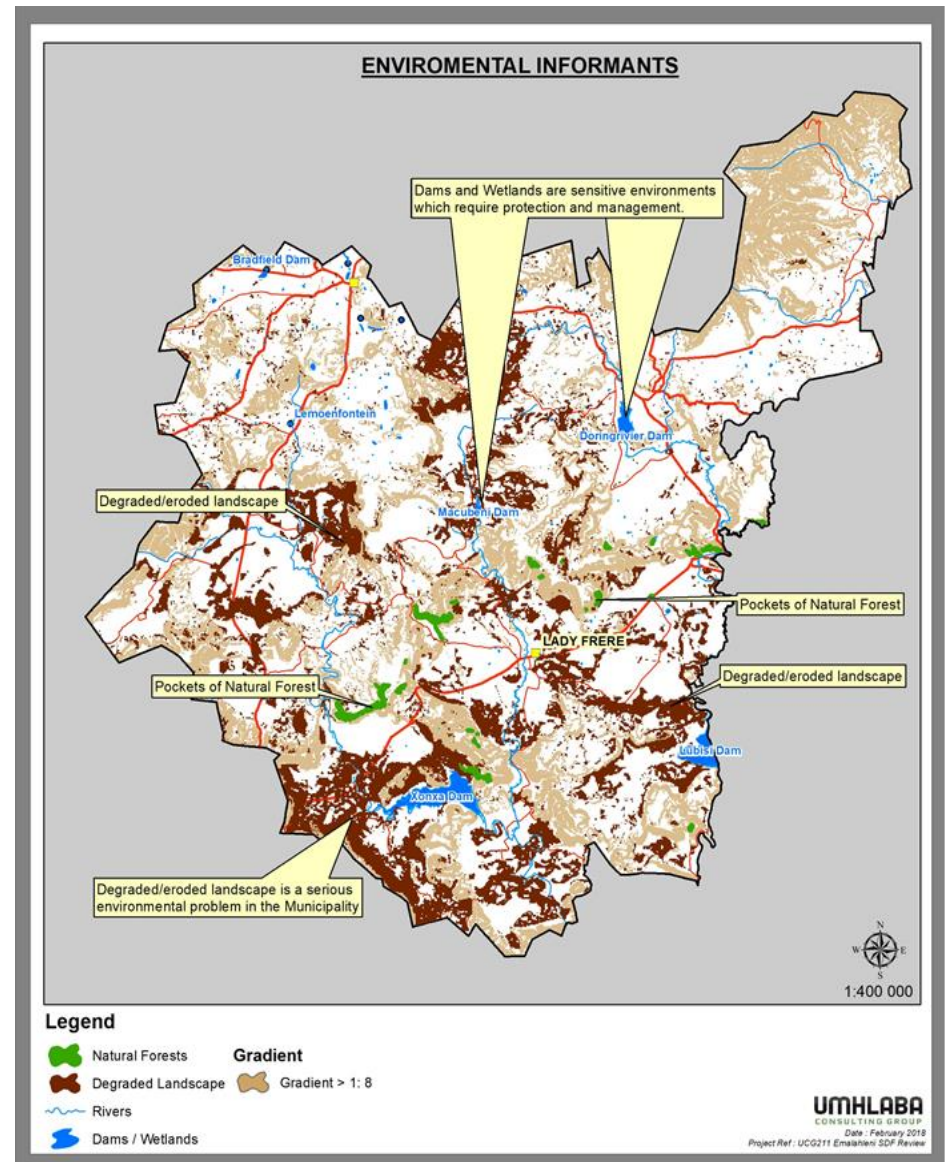 ENVIROMENTAL INFORMANTS
Dams and Wetlands are sensitive environments
which require protection and management.
Bradfield Dam
Lemoenfontein
Doringrivier Dam
Degraded/eroded landscape
Macubeni Dam
Pockets of Natural Forest
LADY FRERE
Degraded/eroded landscape
Pockets of Natural Forest
Lubisi Dam
Xonxa Dam
Degraded/eroded landscape is a serious
environmental problem in the Municipality
N
W E
S
1:400 000
Legend
Natural Forests
Degraded Landscape
Rivers
Dams / Wetlands
Gradient
Gradient > 1: 8
UMHLABA
CONSULTING GROUP
Date : February 2018
Project Ref : UCG211 Emalahleni SDF Review